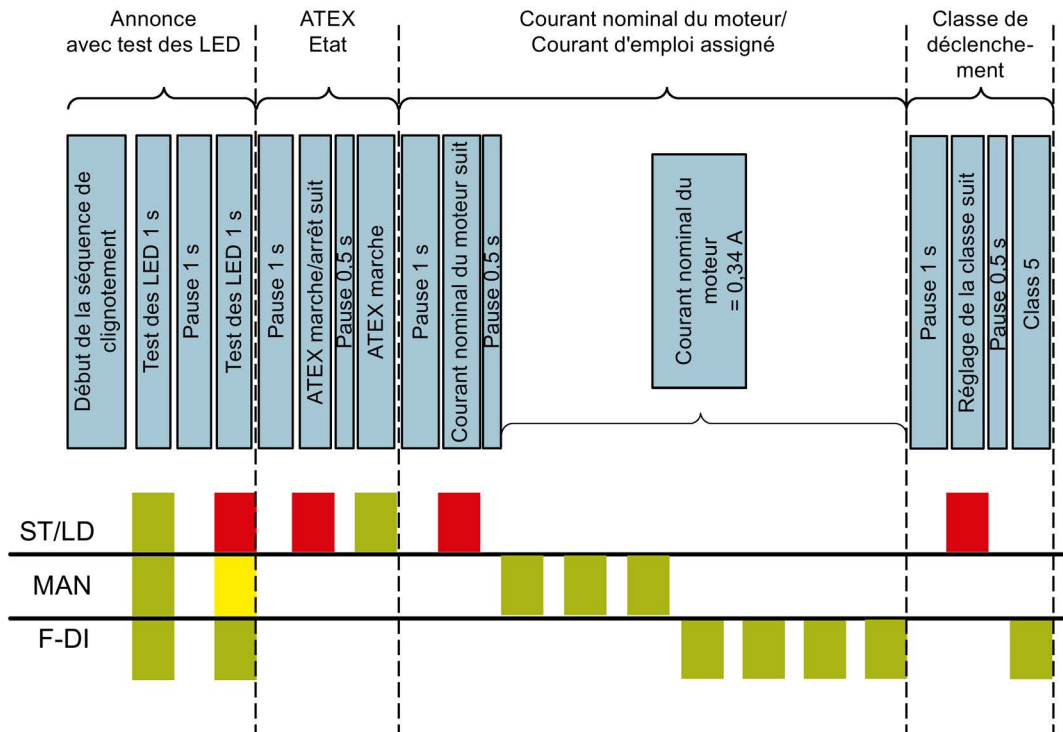 Annonce
avec test des LED
ATEX
Etat
Courant nominal du moteur/
Courant d'emploi assigné
Classe de
déclenche-
ment
Début de la séquence de
clignotement
Test des LED 1 s
Pause 1 s
Test des LED 1 s
Pause 1 s
ATEX marche/arrêt suit
Pause 0,5 s
ATEX marche
Pause 1 s
Courant nominal du moteur suit
Pause 0,5 s
Courant nominal du
moteur
= 0,34 A
Pause 1 s
Réglage de la classe suit
Pause 0,5 s
Class 5
ST/LD
MAN
F-DI